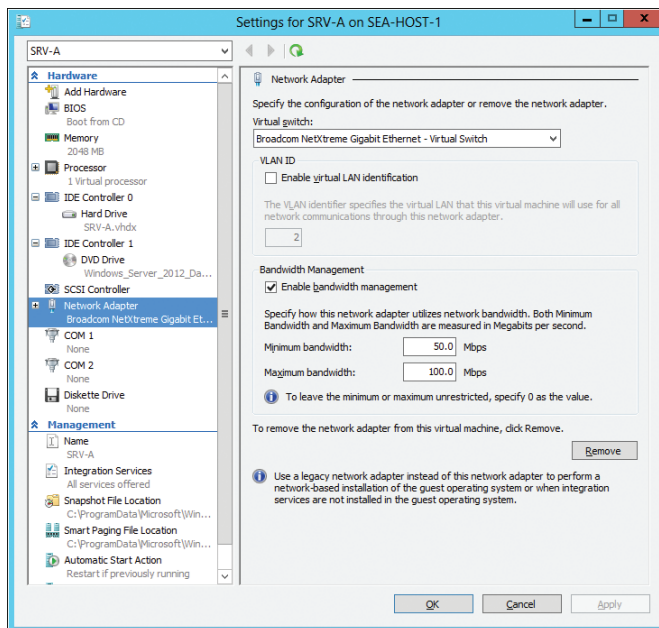 Settings for SRV-A on SEA-HOST-1
SRV-A
Hardware
Add Hardware
BIOS
Boot from CD
Memory
2048 MB
Processor
1 Virtual processor
IDE Controller 0
Hard Drive
SRV-A.vhdx
IDE Controller 1
DVD Drive
Windows_Server_2012_Da...
SCSI Controller
Network Adapter
Broadcom NetXtreme Gigabit Et...
COM 1
None
COM 2
None
Diskette Drive
None
Management
Name
SRV-A
Integration Services
All services offered
Snapshot File Location
C:\ProgramData\Microsoft\Win...
Smart Paging File Location
C:\ProgramData\Microsoft\Win...
Automatic Start Action
Restart if previously running
Network Adapter
Specify the configuration of the network adapter or remove the network adapter.
Virtual switch:
Broadcom NetXtreme Gigabit Ethernet - Virtual Switch
VLAN ID
Enable virtual LAN identification
The VLAN identifier specifies the virtual LAN that this virtual machine will use for all
network communications through this network adapter.
2
Bandwidth Management
Enable bandwidth management
Specify how this network adapter utilizes network bandwidth. Both Minimum
Bandwidth and Maximum Bandwidth are measured in Megabits per second.
Minimum bandwidth: 50.0 Mbps
Maximum bandwidth: 100.0 Mbps
To leave the minimum or maximum unrestricted, specify 0 as the value.
To remove the network adapter from this virtual machine, click Remove.
Remove
Use a legacy network adapter instead of this network adapter to perform a
network-based installation of the guest operating system or when integration
services are not installed in the guest operating system.
OK Cancel Apply